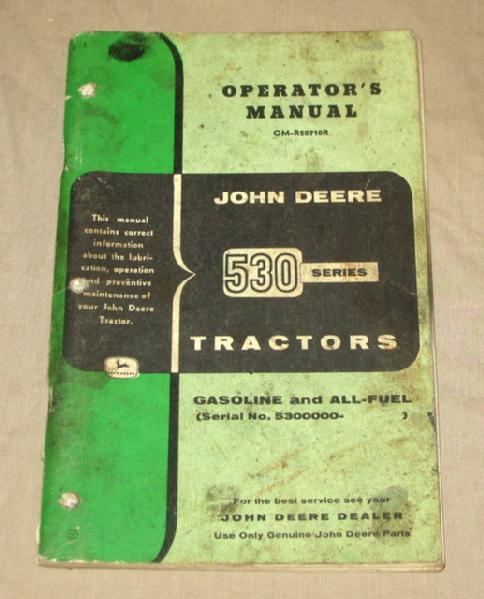 OPERATOR'S
MANUAL
OM-R20710R
JOHN DEERE
530 SERIES
TRACTORS
This manual
contains correct
information
about the lubri-
cation, operation
and preventive
maintenance of
your John Deere
Tractor.
GASOLINE and ALL-FUEL
(Serial No. 5300000- )
For the best service see your
JOHN DEERE DEALER
Use Only Genuine John Deere Parts